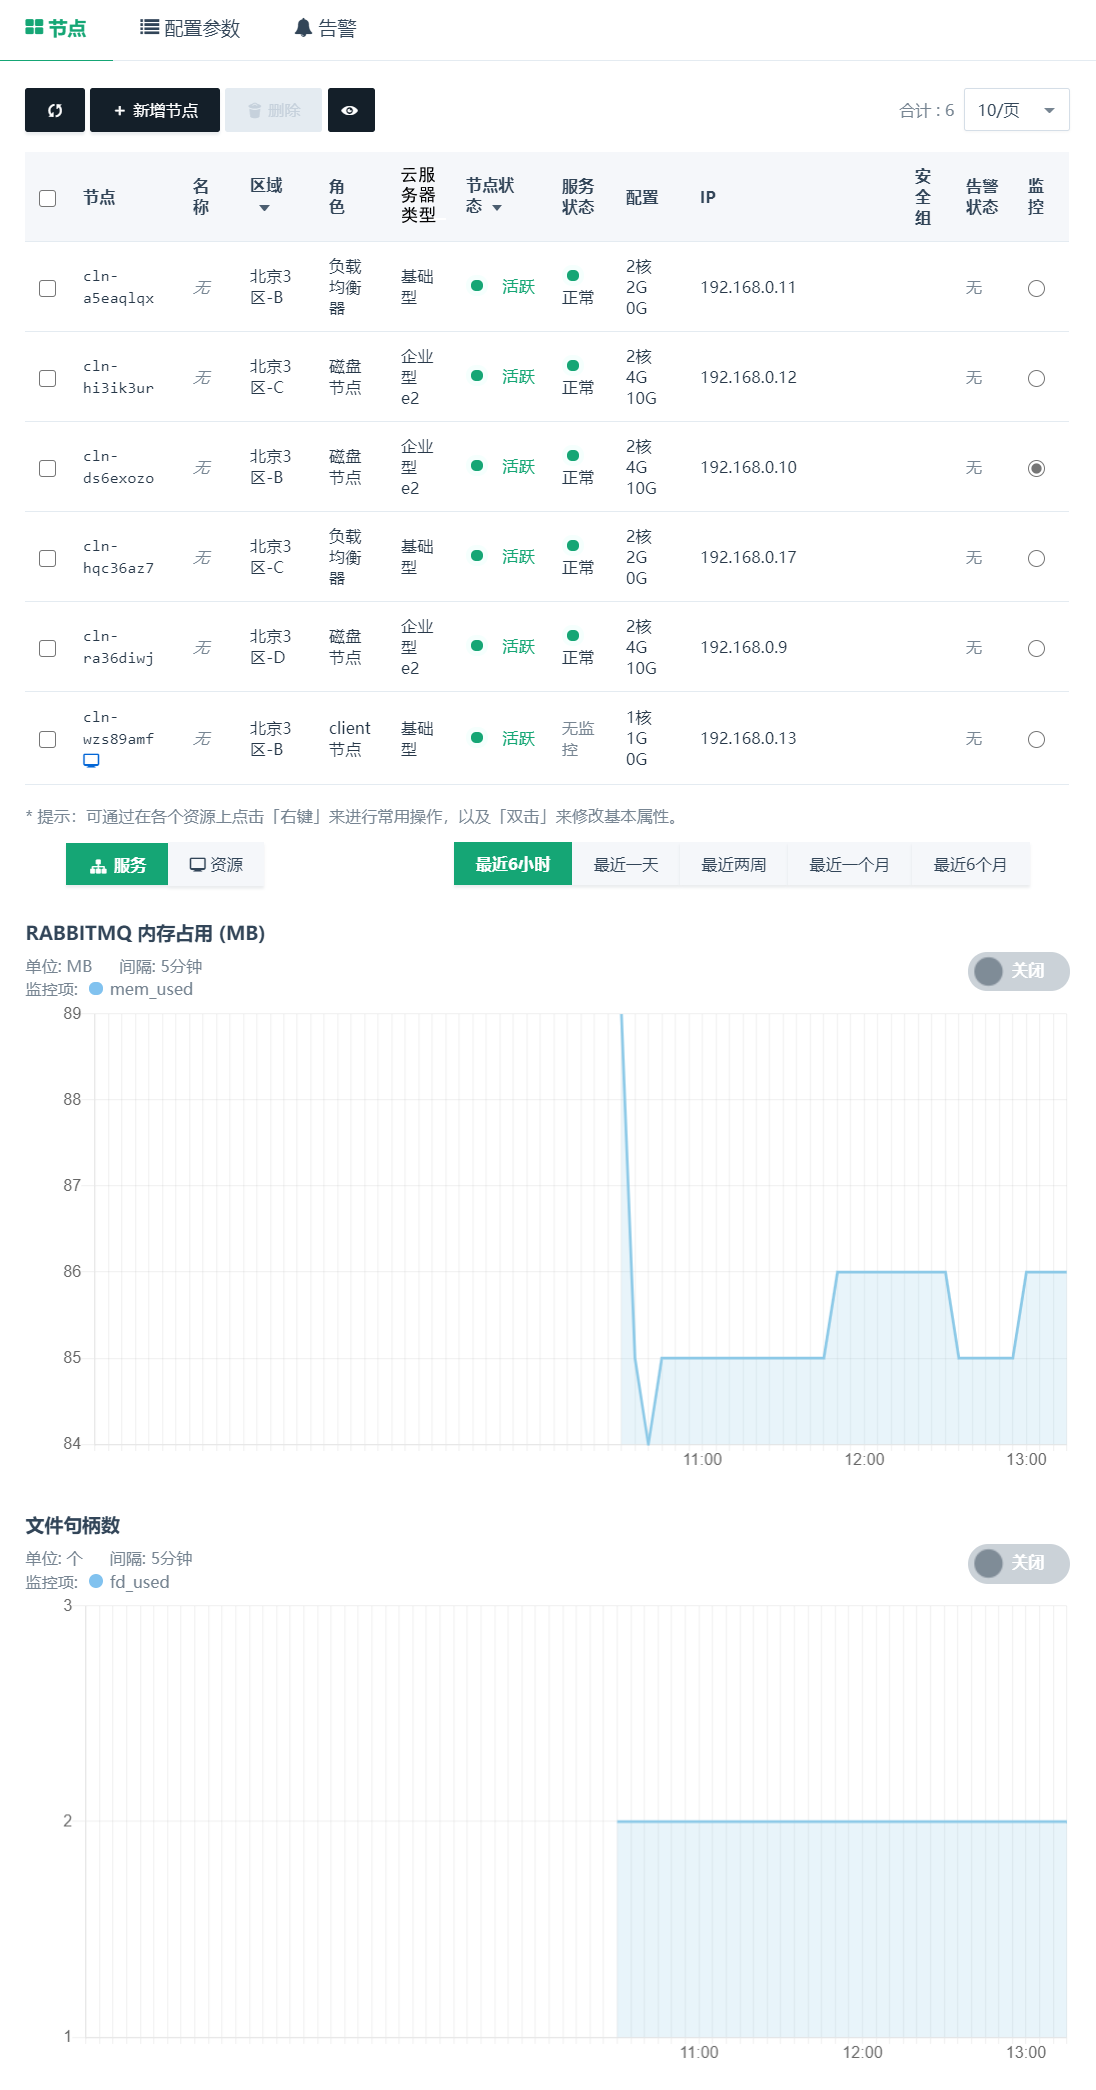 节点 配置参数 告警
+ 新增节点 删除 合计 : 6 10/页
节点 名称 区域 角色 云服务器类型 节点状态 服务状态 配置 IP 安全组 告警状态 监控
cln-a5eaqlqx 无 北京3区-B 负载均衡器 基础型 活跃 正常 2核 2G 0G 192.168.0.11 无
cln-hi3ik3ur 无 北京3区-C 磁盘节点 企业型e2 活跃 正常 2核 4G 10G 192.168.0.12 无
cln-ds6exozo 无 北京3区-B 磁盘节点 企业型e2 活跃 正常 2核 4G 10G 192.168.0.10 无
cln-hqc36az7 无 北京3区-C 负载均衡器 基础型 活跃 正常 2核 2G 0G 192.168.0.17 无
cln-ra36diwj 无 北京3区-D 磁盘节点 企业型e2 活跃 正常 2核 4G 10G 192.168.0.9 无
cln-wzs89amf 无 北京3区-B client节点 基础型 活跃 无监控 1核 1G 0G 192.168.0.13 无
* 提示：可通过在各个资源上点击「右键」来进行常用操作，以及「双击」来修改基本属性。
服务 资源 最近6小时 最近一天 最近两周 最近一个月 最近6个月
RABBITMQ 内存占用 (MB)
单位: MB 间隔: 5分钟 关闭
监控项: mem_used
89
88
87
86
85
84
11:00 12:00 13:00
文件句柄数
单位: 个 间隔: 5分钟 关闭
监控项: fd_used
3
2
1
11:00 12:00 13:00